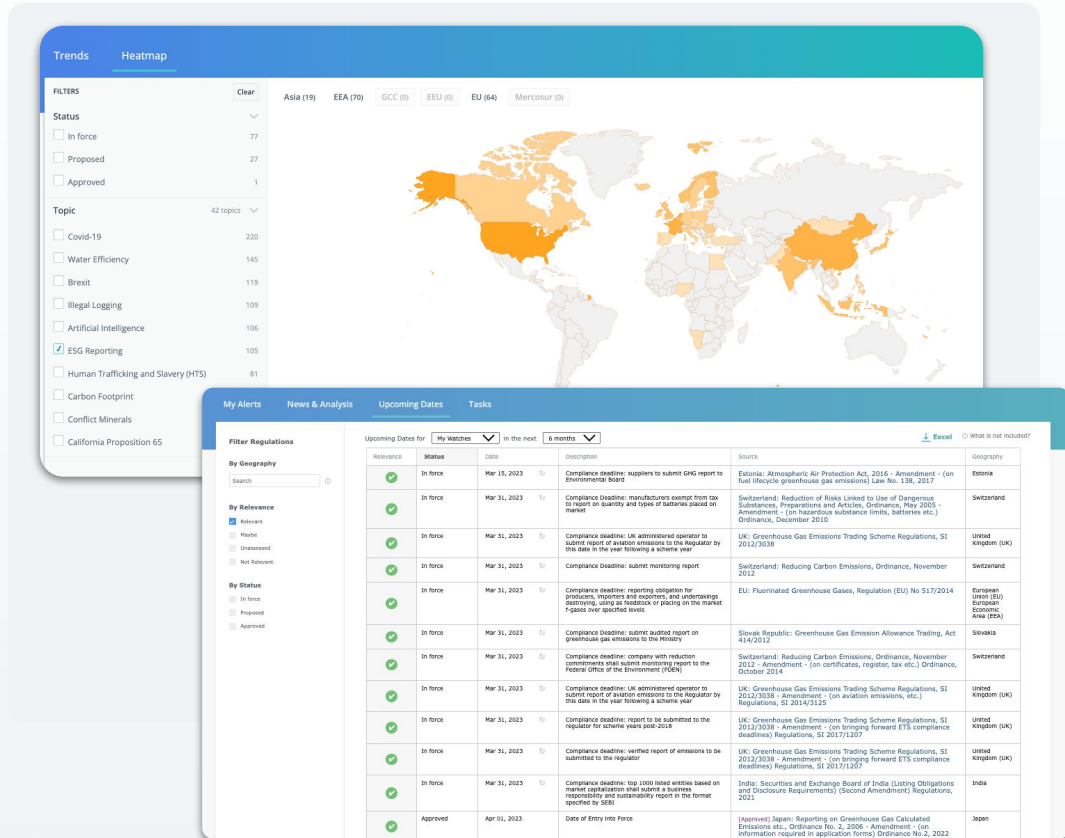 Trends Heatmap
FILTERS Clear
Asia (19) EEA (70) GCC (0) EEU (0) EU (64) Mercosur (0)
Status
In force 77
Proposed 27
Approved 1
Topic 42 topics
Covid-19 220
Water Efficiency 145
Brexit 119
Illegal Logging 109
Artificial Intelligence 106
ESG Reporting 105
Human Trafficking and Slavery (HTS) 81
Carbon Footprint
Conflict Minerals
California Proposition 65
My Alerts News & Analysis Upcoming Dates Tasks
Filter Regulations
By Geography
Search
By Relevance
Relevant
Maybe
Unassessed
Not Relevant
By Status
In force
Proposed
Approved
Upcoming Dates for My Watches in the next 6 months Excel What is not included?
Relevance Status Date Description Source Geography
In force Mar 15, 2023
Compliance deadline: suppliers to submit GHG report to
Environmental Board
Estonia: Atmospheric Air Protection Act, 2016 - Amendment - (on
fuel lifecycle greenhouse gas emissions) Law No. 138, 2017
Estonia
In force Mar 31, 2023
Compliance Deadline: manufacturers exempt from tax
to report on quantity and types of batteries placed on
market
Switzerland: Reduction of Risks Linked to Use of Dangerous
Substances, Preparations and Articles, Ordinance, May 2005 -
Amendment - (on hazardous substance limits, batteries etc.)
Ordinance, December 2010
Switzerland
In force Mar 31, 2023
Compliance Deadline: UK administered operator to
submit report of aviation emissions to the Regulator by
this date in the year following a scheme year
UK: Greenhouse Gas Emissions Trading Scheme Regulations, SI
2012/3038
United
Kingdom (UK)
In force Mar 31, 2023
Compliance Deadline: submit monitoring report
Switzerland: Reducing Carbon Emissions, Ordinance, November
2012
Switzerland
In force Mar 31, 2023
Compliance deadline: reporting obligation for
producers, importers and exporters, and undertakings
destroying, using as feedstock or placing on the market
f-gases over specified levels
EU: Fluorinated Greenhouse Gases, Regulation (EU) No 517/2014
European
Union (EU)
European
Economic
Area (EEA)
In force Mar 31, 2023
Compliance Deadline: submit audited report on
greenhouse gas emissions to the Ministry
Slovak Republic: Greenhouse Gas Emission Allowance Trading, Act
414/2012
Slovakia
In force Mar 31, 2023
Compliance deadline: company with reduction
commitments shall submit monitoring report to the
Federal Office of the Environment (FOEN)
Switzerland: Reducing Carbon Emissions, Ordinance, November
2012 - Amendment - (on certificates, register, tax etc.) Ordinance,
October 2014
Switzerland
In force Mar 31, 2023
Compliance deadline: UK administered operator to
submit report of aviation emissions to the Regulator by
this date in the year following a scheme year
UK: Greenhouse Gas Emissions Trading Scheme Regulations, SI
2012/3038 - Amendment - (on aviation emissions, etc.)
Regulations, SI 2014/3125
United
Kingdom (UK)
In force Mar 31, 2023
Compliance deadline: report to be submitted to the
regulator for scheme years post-2018
UK: Greenhouse Gas Emissions Trading Scheme Regulations, SI
2012/3038 - Amendment - (on bringing forward ETS compliance
deadlines) Regulations, SI 2017/1207
United
Kingdom (UK)
In force Mar 31, 2023
Compliance deadline: verified report of emissions to be
submitted to the regulator
UK: Greenhouse Gas Emissions Trading Scheme Regulations, SI
2012/3038 - Amendment - (on bringing forward ETS compliance
deadlines) Regulations, SI 2017/1207
United
Kingdom (UK)
In force Mar 31, 2023
Compliance deadline: top 1000 listed entities based on
market capitalization shall submit a business
responsibility and sustainability report in the format
specified by SEBI
India: Securities and Exchange Board of India (Listing Obligations
and Disclosure Requirements) (Second Amendment) Regulations,
2021
India
Approved Apr 01, 2023
Date of Entry into Force
[Approved] Japan: Reporting on Greenhouse Gas Calculated
Emissions etc., Ordinance No. 2, 2006 - Amendment - (on
information required in application forms) Ordinance No.2, 2022
Japan